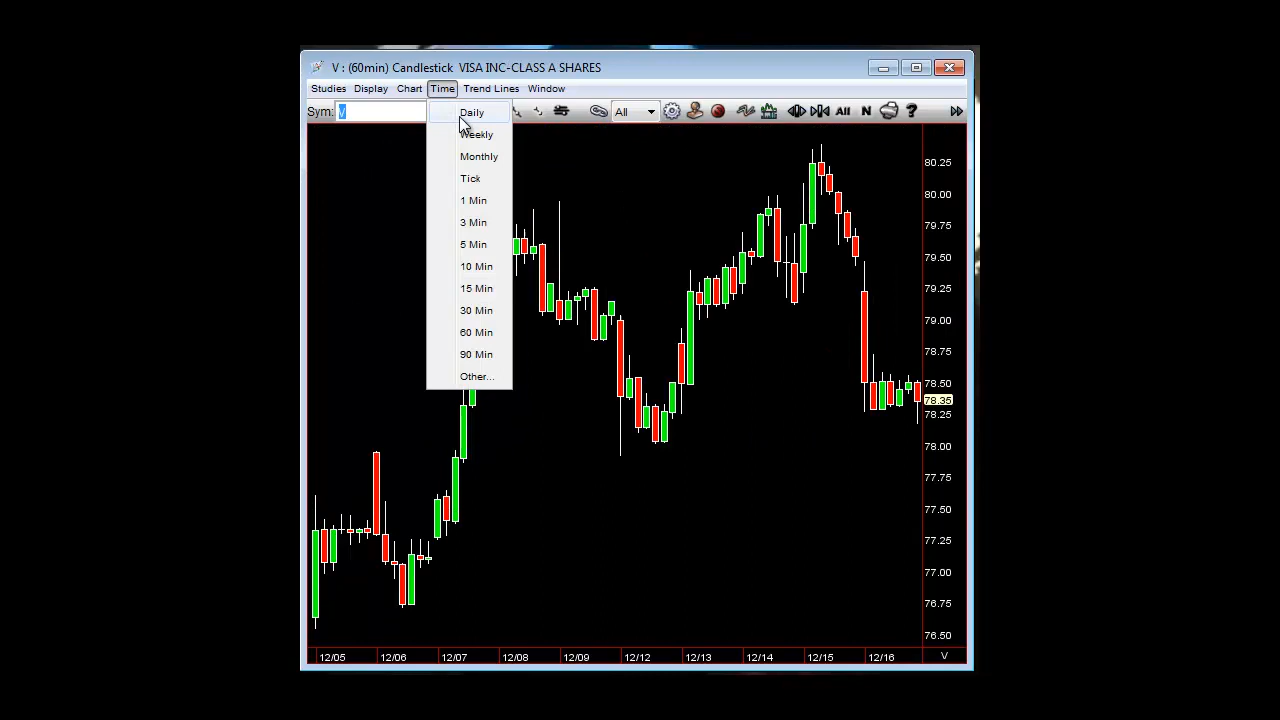 V : (60min) Candlestick VISA INC-CLASS A SHARES
Studies Display Chart Time Trend Lines Window
Sym: V All All N ?
Daily
Weekly
Monthly
Tick
1 Min
3 Min
5 Min
10 Min
15 Min
30 Min
60 Min
90 Min
Other...
80.25
80.00
79.75
79.50
79.25
79.00
78.75
78.50
78.35
78.25
78.00
77.75
77.50
77.25
77.00
76.75
76.50
12/05 12/06 12/07 12/08 12/09 12/12 12/13 12/14 12/15 12/16 V